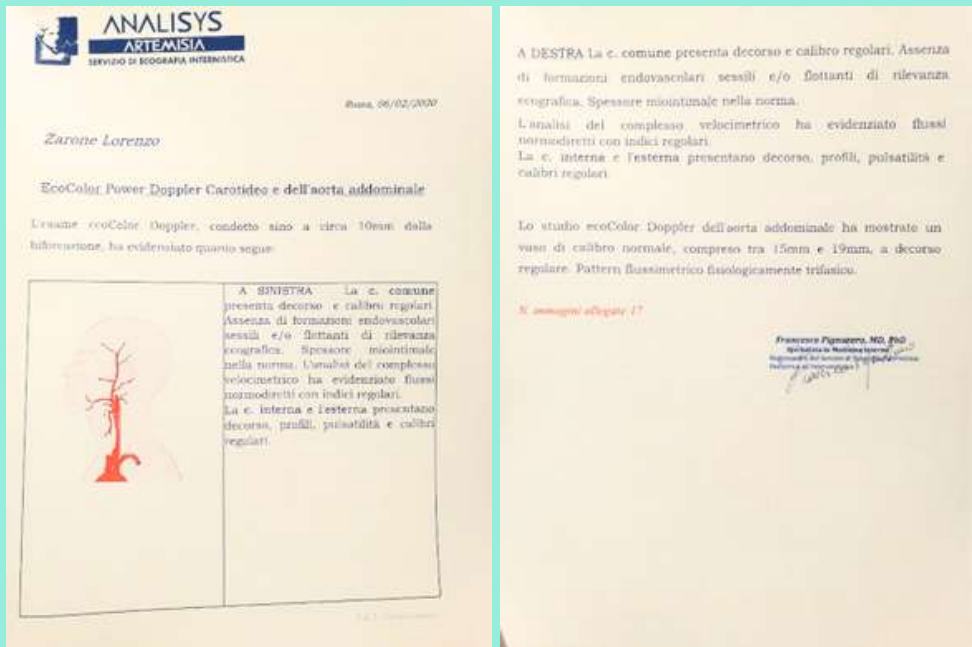 ANALISYS
ARTEMISIA
SERVIZIO DI ECOGRAFIA INTERNISTICA
Roma, 06/02/2020
Zarone Lorenzo
EcoColor Power Doppler Carotideo e dell'aorta addominale
L'esame ecoColor Doppler, condotto sino a circa 10mm dalla
biforcazione, ha evidenziato quanto segue:
A SINISTRA La c. comune
presenta decorso e calibri regolari.
Assenza di formazioni endovascolari
sessili e/o flottanti di rilevanza
ecografica. Spessore miointimale
nella norma. L'analisi del complesso
velocimetrico ha evidenziato flussi
normodiretti con indici regolari.
La c. interna e l'esterna presentano
decorso, profili, pulsatilità e calibri
regolari.
A DESTRA La c. comune presenta decorso e calibro regolari. Assenza
di formazioni endovascolari sessili e/o flottanti di rilevanza
ecografica. Spessore miointimale nella norma.
L'analisi del complesso velocimetrico ha evidenziato flussi
normodiretti con indici regolari.
La c. interna e l'esterna presentano decorso, profili, pulsatilità e
calibri regolari.
Lo studio ecoColor Doppler dell'aorta addominale ha mostrato un
vaso di calibro normale, compreso tra 15mm e 19mm, a decorso
regolare. Pattern flussimetrico fisiologicamente trifasico.
N. immagini allegate 17
Francesco Pignataro, MD, PhD
Specialista in Medicina Interna